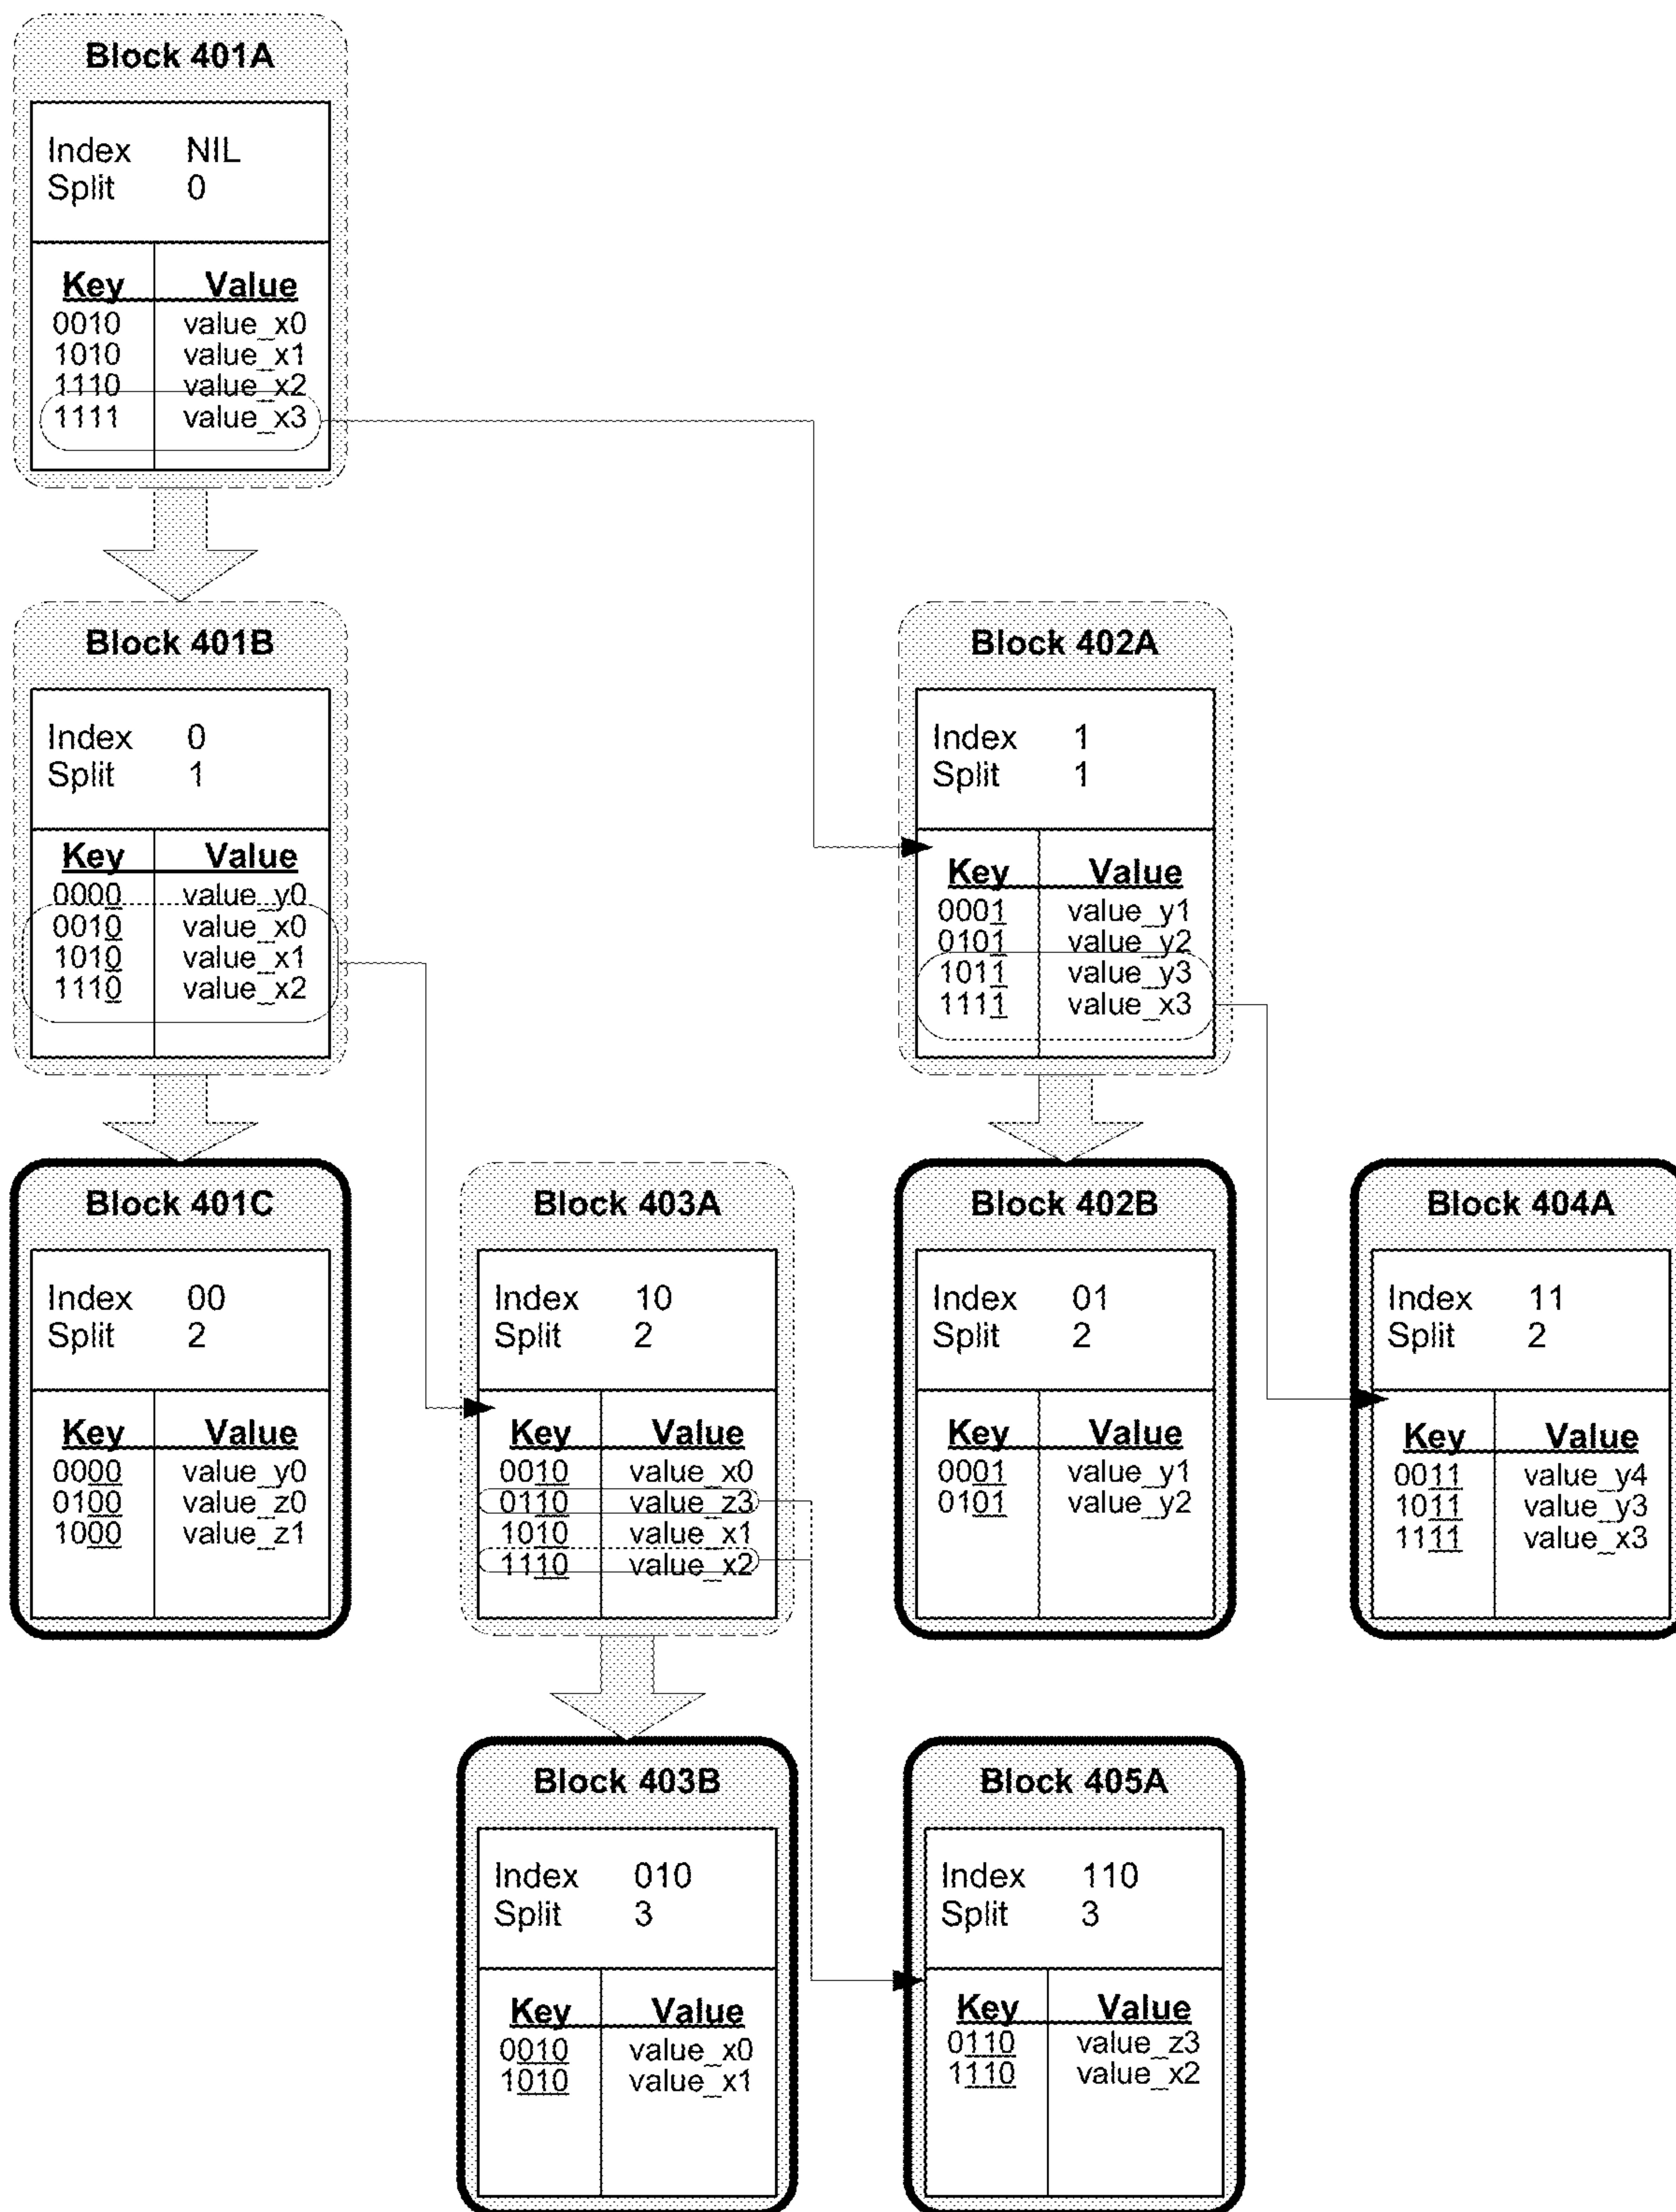 Block 401A
Index NIL
Split 0
Key Value
0010 value_x0
1010 value_x1
1110 value_x2
1111 value_x3
Block 401B
Index 0
Split 1
Key Value
0000 value_y0
0010 value_x0
1010 value_x1
1110 value_x2
Block 402A
Index 1
Split 1
Key Value
0001 value_y1
0101 value_y2
1011 value_y3
1111 value_x3
Block 401C
Index 00
Split 2
Key Value
0000 value_y0
0100 value_z0
1000 value_z1
Block 403A
Index 10
Split 2
Key Value
0010 value_x0
0110 value_z3
1010 value_x1
1110 value_x2
Block 402B
Index 01
Split 2
Key Value
0001 value_y1
0101 value_y2
Block 404A
Index 11
Split 2
Key Value
0011 value_y4
1011 value_y3
1111 value_x3
Block 403B
Index 010
Split 3
Key Value
0010 value_x0
1010 value_x1
Block 405A
Index 110
Split 3
Key Value
0110 value_z3
1110 value_x2